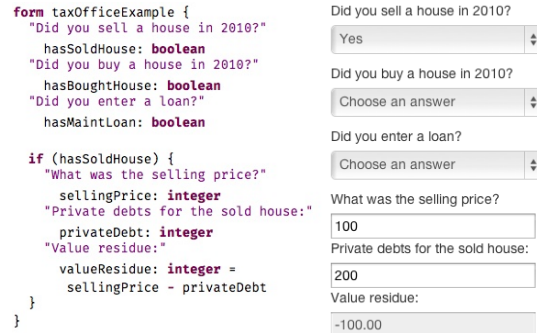 form taxOfficeExample {
"Did you sell a house in 2010?"
hasSoldHouse: boolean
"Did you buy a house in 2010?"
hasBoughtHouse: boolean
"Did you enter a loan?"
hasMaintLoan: boolean
if (hasSoldHouse) {
"What was the selling price?"
sellingPrice: integer
"Private debts for the sold house:"
privateDebt: integer
"Value residue:"
valueResidue: integer =
sellingPrice - privateDebt
}
}
Did you sell a house in 2010?
Yes
Did you buy a house in 2010?
Choose an answer
Did you enter a loan?
Choose an answer
What was the selling price?
100
Private debts for the sold house:
200
Value residue:
-100.00